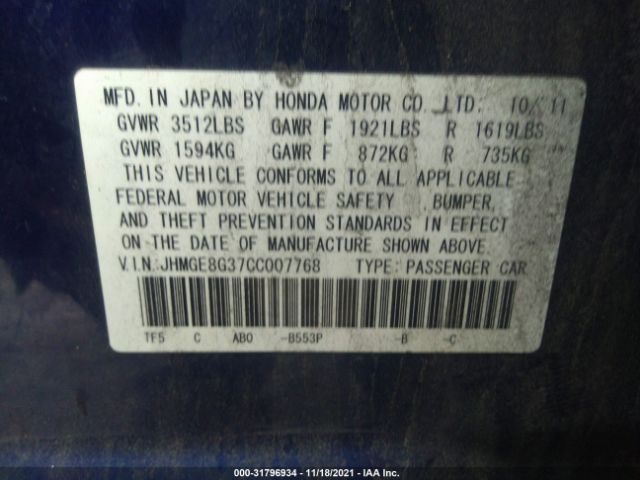 MFD. IN JAPAN BY HONDA MOTOR CO., LTD. 10/11
GVWR 3512LBS GAWR F 1921LBS R 1619LBS
GVWR 1594KG GAWR F 872KG R 735KG
THIS VEHICLE CONFORMS TO ALL APPLICABLE
FEDERAL MOTOR VEHICLE SAFETY , BUMPER,
AND THEFT PREVENTION STANDARDS IN EFFECT
ON THE DATE OF MANUFACTURE SHOWN ABOVE.
V.I.N.:JHMGE8G37CC007768 TYPE: PASSENGER CAR
TF5 C AB0 -B553P -B -C
000-31796934 - 11/18/2021 - IAA Inc.